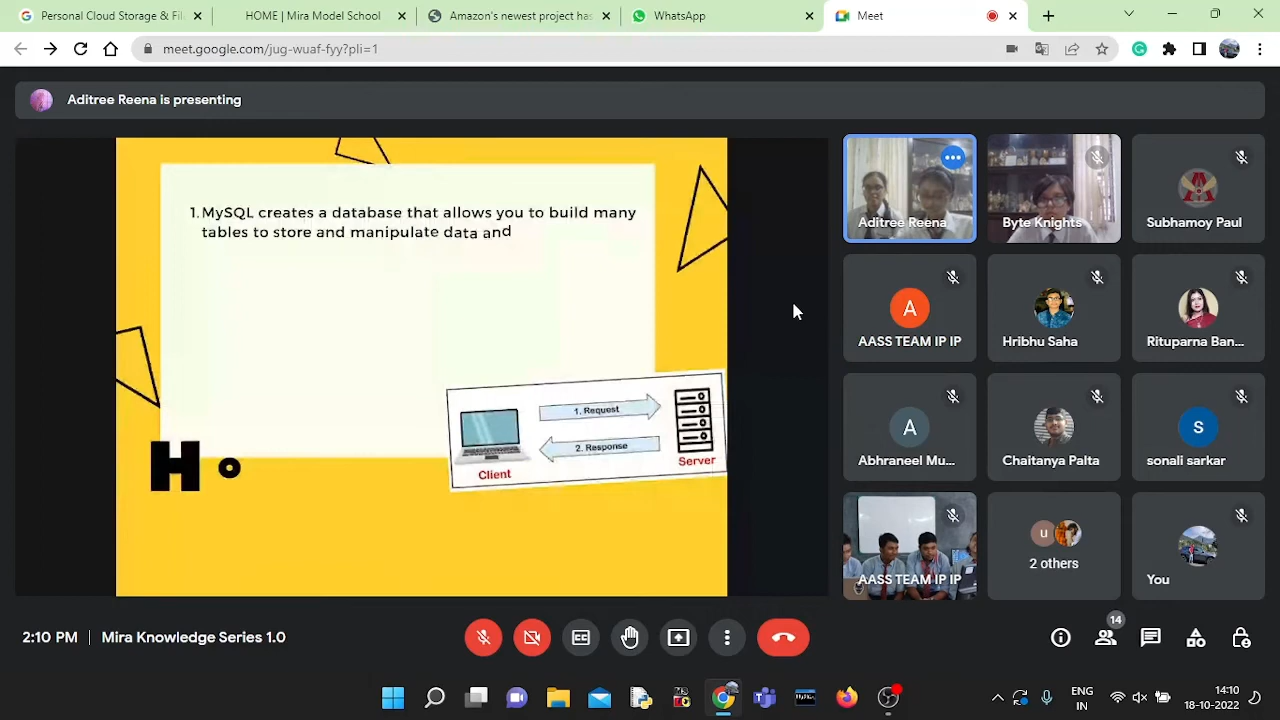 Personal Cloud Storage & Fil
HOME | Mira Model School
Amazon's newest project has
WhatsApp
Meet
meet.google.com/jug-wuaf-fyy?pli=1
Aditree Reena is presenting
1. MySQL creates a database that allows you to build many
tables to store and manipulate data and
1. Request
2. Response
Client
Server
H o
Aditree Reena
Byte Knights
Subhamoy Paul
A
AASS TEAM IP IP
Hribhu Saha
Rituparna Ban...
A
Abhraneel Mu...
Chaitanya Palta
S
sonali sarkar
AASS TEAM IP IP
u
2 others
You
2:10 PM | Mira Knowledge Series 1.0
CC
14
ENG
IN
14:10
18-10-2022